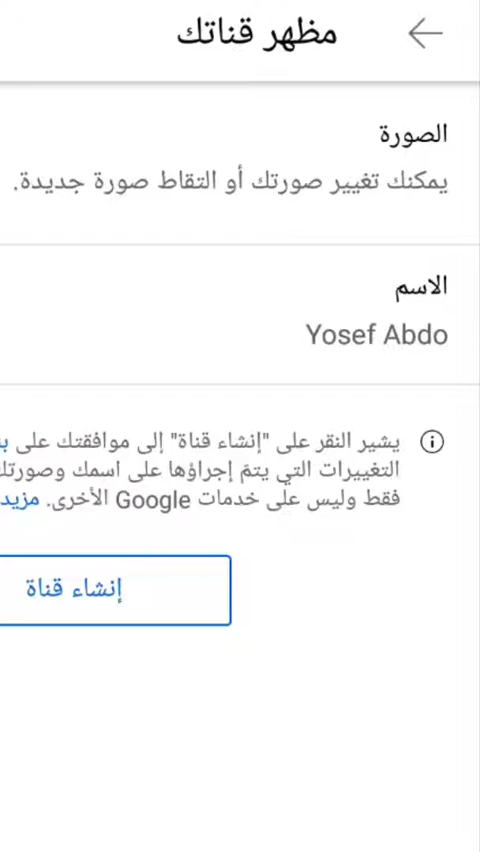 مظهر قناتك
الصورة
يمكنك تغيير صورتك أو التقاط صورة جديدة.
الاسم
Yosef Abdo
يشير النقر على "إنشاء قناة" إلى موافقتك على
التغييرات التي يتمّ إجراؤها على اسمك وصورتك
فقط وليس على خدمات Google الأخرى. مزيد
إنشاء قناة